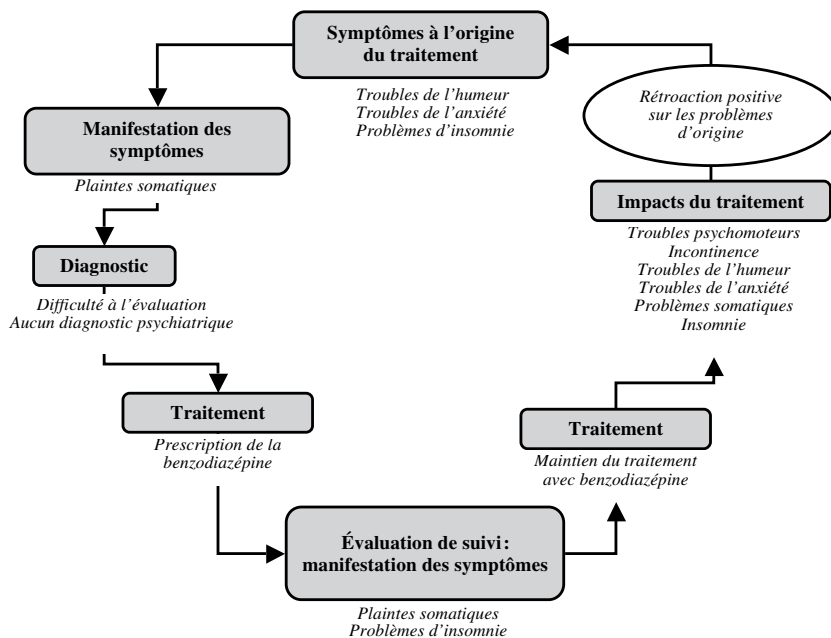 Symptômes à l'origine
du traitement
Troubles de l'humeur
Troubles de l'anxiété
Problèmes d'insomnie
Manifestation des
symptômes
Plaintes somatiques
Diagnostic
Difficulté à l'évaluation
Aucun diagnostic psychiatrique
Traitement
Prescription de la
benzodiazépine
Évaluation de suivi :
manifestation des symptômes
Plaintes somatiques
Problèmes d'insomnie
Traitement
Maintien du traitement
avec benzodiazépine
Impacts du traitement
Troubles psychomoteurs
Incontinence
Troubles de l'humeur
Troubles de l'anxiété
Problèmes somatiques
Insomnie
Rétroaction positive
sur les problèmes
d'origine